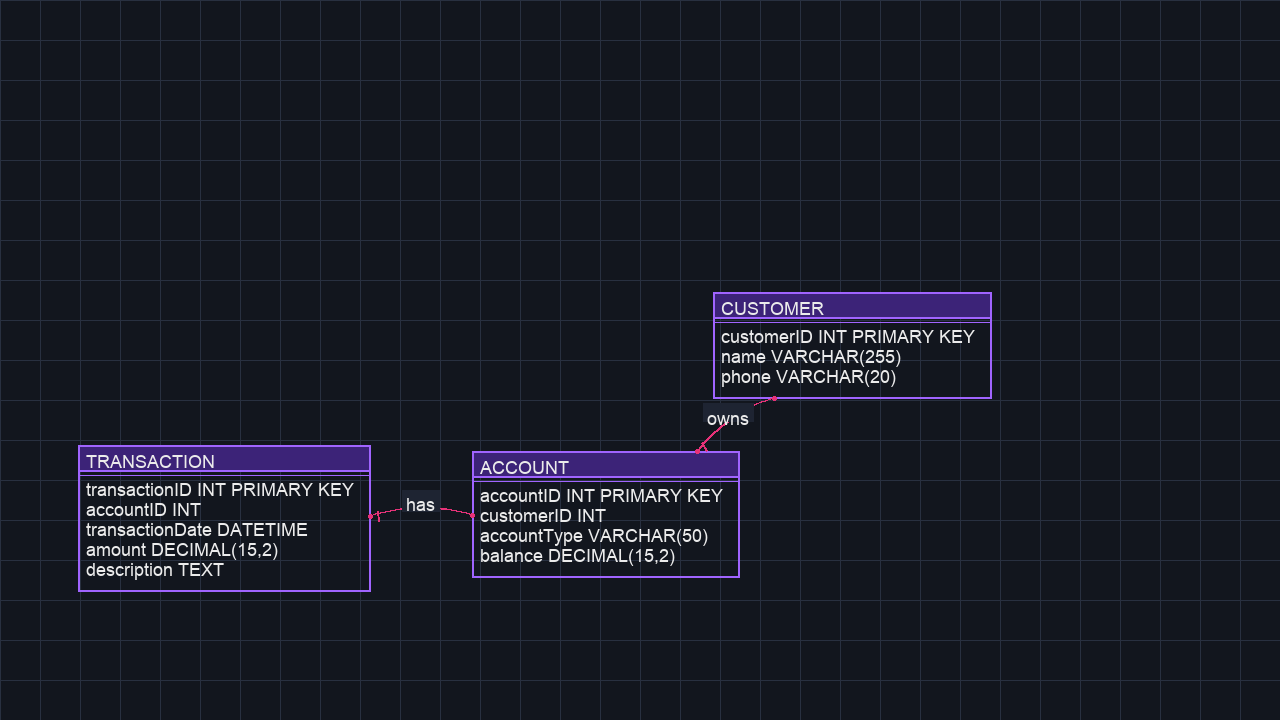 CUSTOMER
customerID INT PRIMARY KEY
name VARCHAR(255)
phone VARCHAR(20)
owns
TRANSACTION
transactionID INT PRIMARY KEY
accountID INT
transactionDate DATETIME
amount DECIMAL(15,2)
description TEXT
has
ACCOUNT
accountID INT PRIMARY KEY
customerID INT
accountType VARCHAR(50)
balance DECIMAL(15,2)